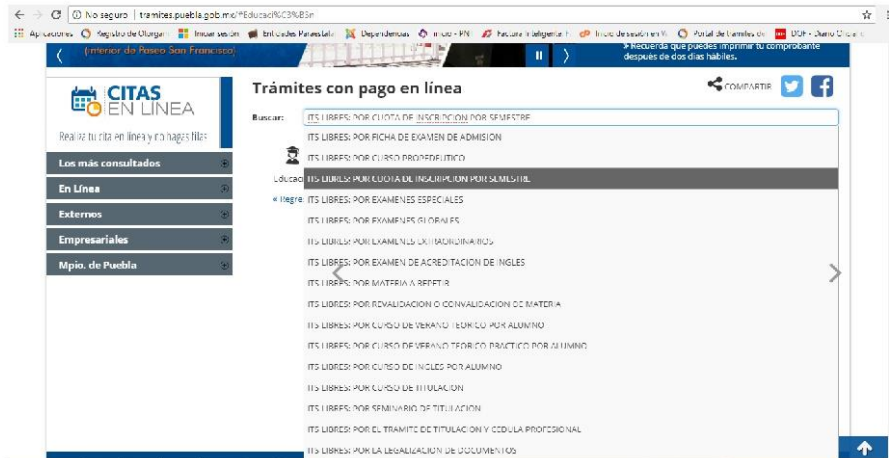 No seguro | tramites.puebla.gob.mx/#Educaci%C3%B3n
Aplicaciones Registro de Iniciar sesión Entidades Paraestata Dependencias Inicio - PNT Factura Inteligente Inicio de sesión en Portal de tramites de DOF - Diario Oficial
(interior de Paseo San Francisco)
> Recuerda que puedes imprimir tu comprobante
después de dos días hábiles.
CITAS
EN LÍNEA
Realiza tu cita en línea y no hagas filas
Los más consultados
En Línea
Externos
Empresariales
Mpio. de Puebla
Trámites con pago en línea
COMPARTIR
Buscar: ITS LIBRES: POR CUOTA DE INSCRIPCION POR SEMESTRE
ITS LIBRES: POR FICHA DE EXAMEN DE ADMISION
ITS LIBRES: POR CURSO PROPEDEUTICO
Educaci ITS LIBRES: POR CUOTA DE INSCRIPCION POR SEMESTRE
« Regre ITS LIBRES: POR EXAMENES ESPECIALES
ITS LIBRES: POR EXAMENES GLOBALES
ITS LIBRES: POR EXAMENES EXTRAORDINARIOS
ITS LIBRES: POR EXAMEN DE ACREDITACION DE INGLES
ITS LIBRES: POR MATERIA A REPETIR
ITS LIBRES: POR REVALIDACION O CONVALIDACION DE MATERIA
ITS LIBRES: POR CURSO DE VERANO TEORICO POR ALUMNO
ITS LIBRES: POR CURSO DE VERANO TEORICO PRACTICO POR ALUMNO
ITS LIBRES: POR CURSO DE INGLES POR ALUMNO
ITS LIBRES: POR CURSO DE TITULACION
ITS LIBRES: POR SEMINARIO DE TITULACION
ITS LIBRES: POR EL TRAMITE DE TITULACION Y CEDULA PROFESIONAL
ITS LIBRES: POR LA LEGALIZACION DE DOCUMENTOS